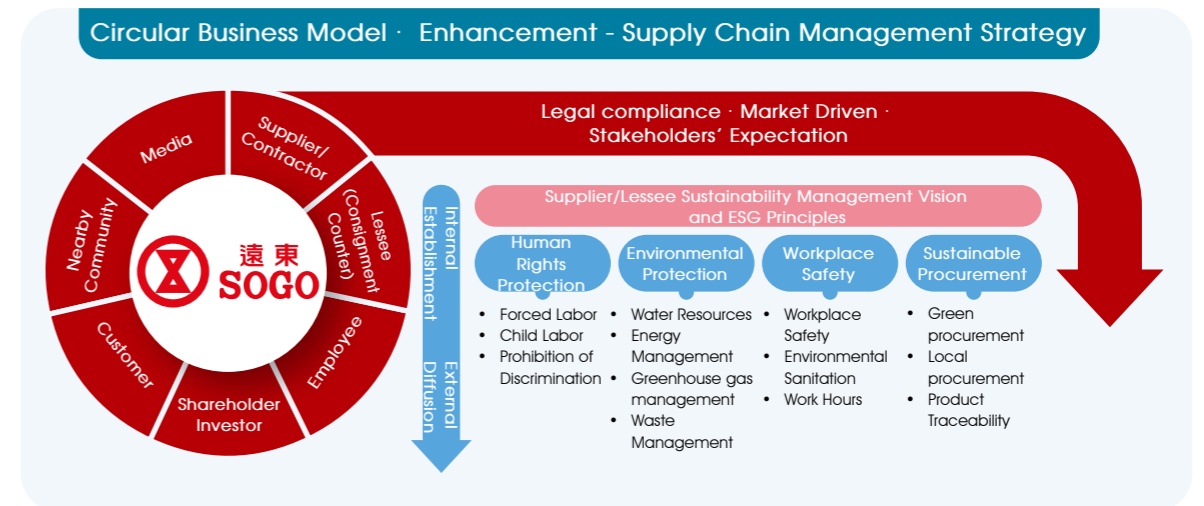 Circular Business Model · Enhancement - Supply Chain Management Strategy
Legal compliance · Market Driven ·
Stakeholders’ Expectation
Media
Supplier/
Contractor
Lessee
(Consignment
Counter)
Employee
Shareholder
Investor
Customer
Nearby
Community
遠東
SOGO
Internal
Establishment
External
Diffusion
Supplier/Lessee Sustainability Management Vision
and ESG Principles
Human
Rights
Protection
• Forced Labor
• Child Labor
• Prohibition of
Discrimination
Environmental
Protection
• Water Resources
• Energy
Management
• Greenhouse gas
management
• Waste
Management
Workplace
Safety
• Workplace
Safety
• Environmental
Sanitation
• Work Hours
Sustainable
Procurement
• Green
procurement
• Local
procurement
• Product
Traceability